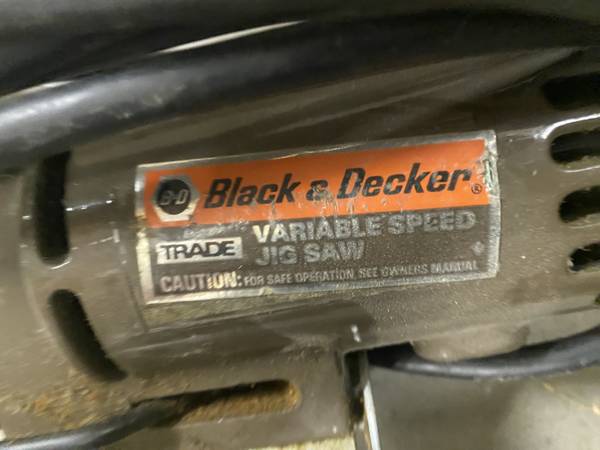 B-D Black & Decker®
TRADE VARIABLE SPEED
JIG SAW
CAUTION: FOR SAFE OPERATION SEE OWNERS MANUAL